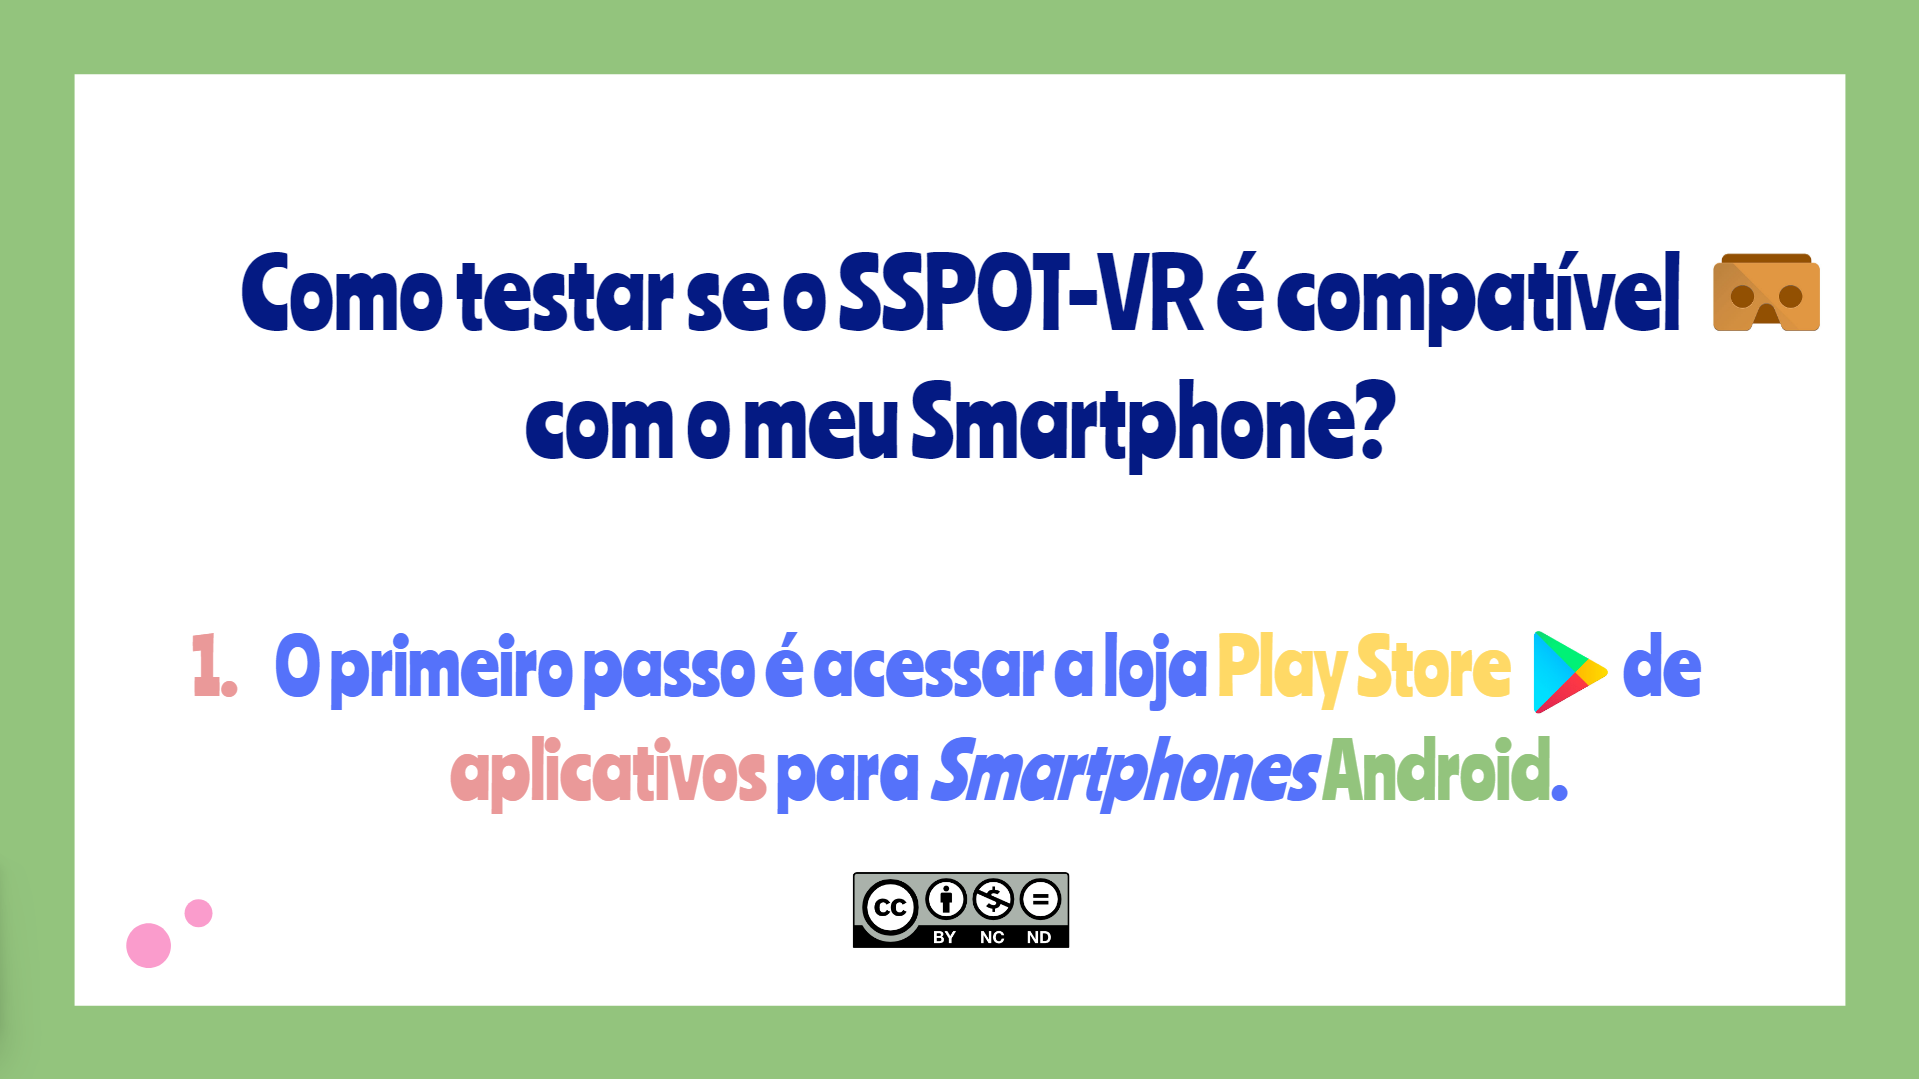 Como testar se o SSPOT-VR é compatível
com o meu Smartphone?
1. O primeiro passo é acessar a loja Play Store de
aplicativos para Smartphones Android.
cc
BY NC ND